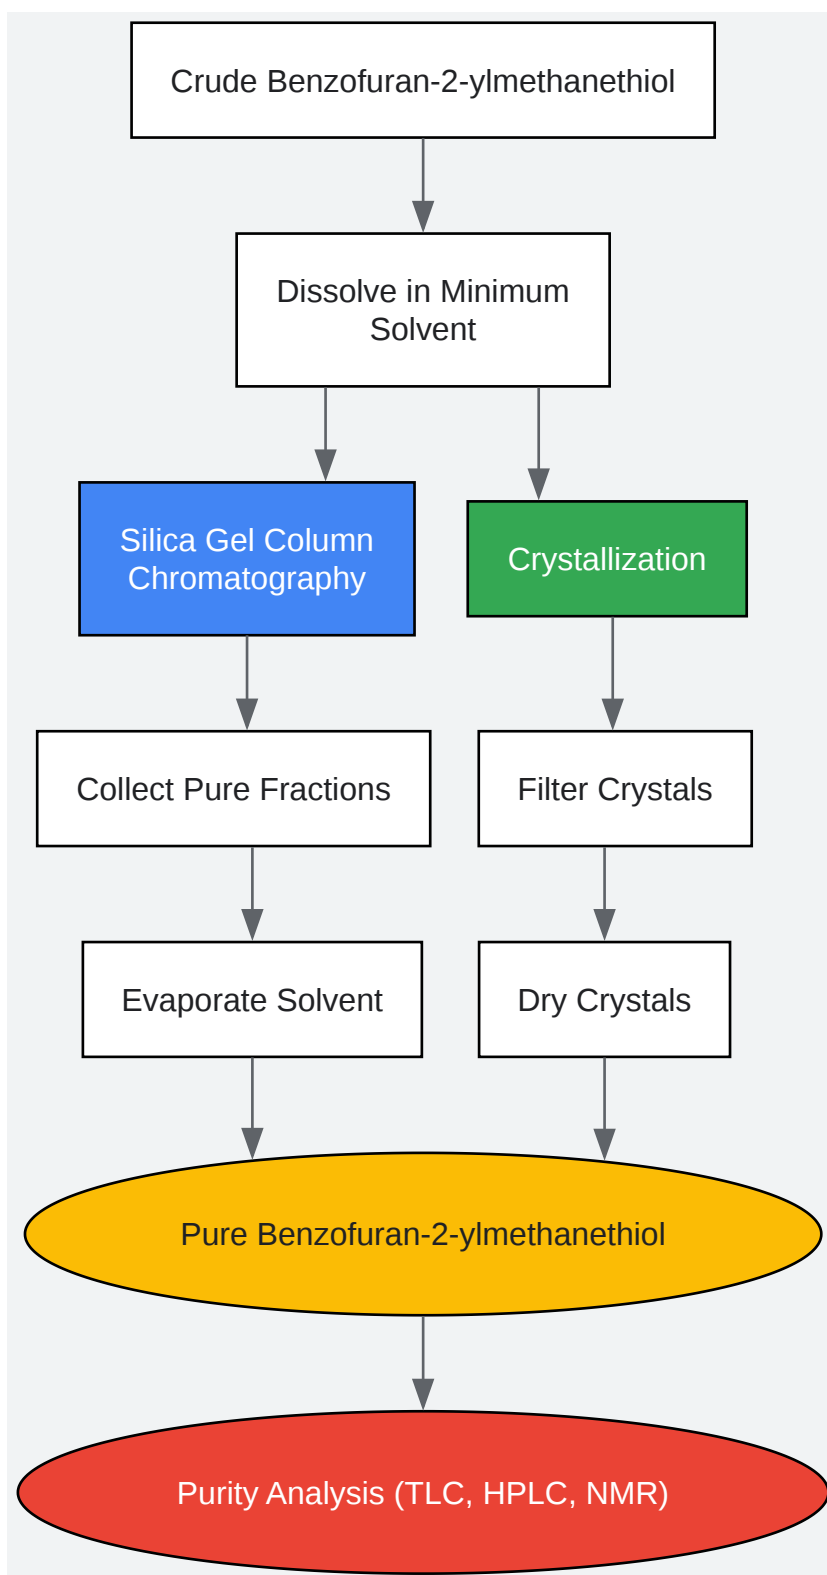 Crude Benzofuran-2-ylmethanethiol
Dissolve in Minimum
Solvent
Silica Gel Column
Chromatography
Crystallization
Collect Pure Fractions
Filter Crystals
Evaporate Solvent
Dry Crystals
Pure Benzofuran-2-ylmethanethiol
Purity Analysis (TLC, HPLC, NMR)